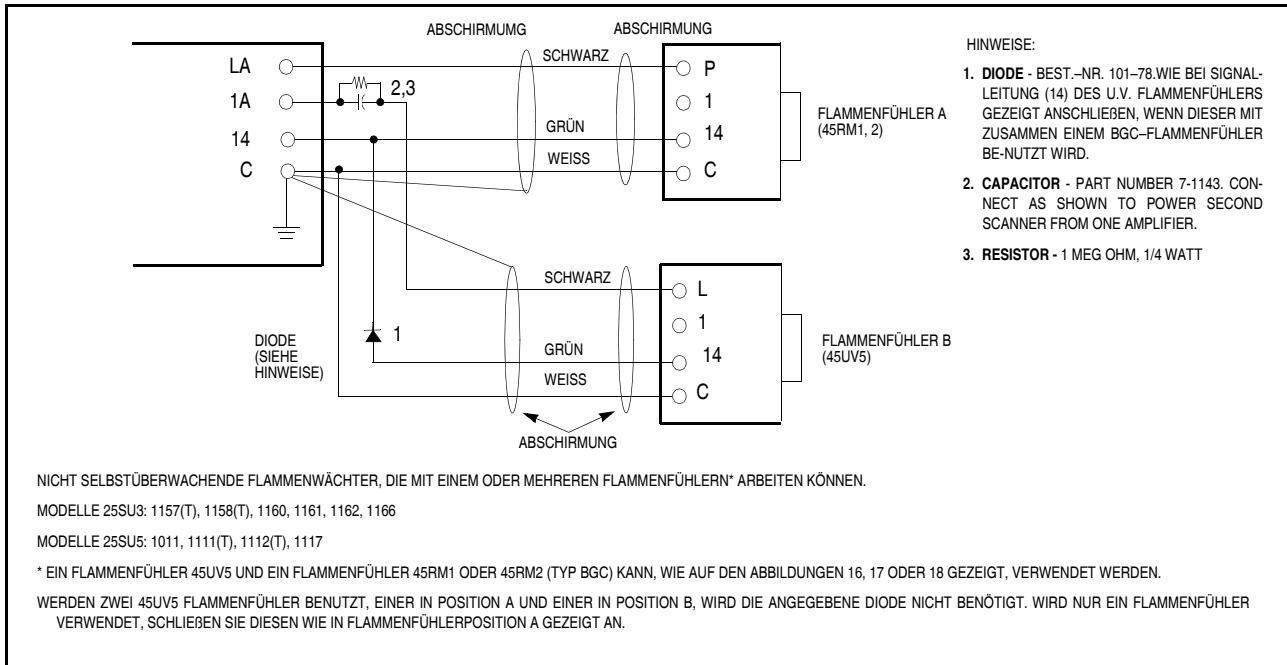 ABSCHIRMUMG
ABSCHIRMUNG
HINWEISE:
LA
SCHWARZ
P
1A
2,3
1
FLAMMENFÜHLER A
(45RM1, 2)
14
GRÜN
14
C
WEISS
C
1. DIODE - BEST.–NR. 101–78.WIE BEI SIGNAL-
LEITUNG (14) DES U.V. FLAMMENFÜHLERS
GEZEIGT ANSCHLIEßEN, WENN DIESER MIT
ZUSAMMEN EINEM BGC–FLAMMENFÜHLER
BE-NUTZT WIRD.
2. CAPACITOR - PART NUMBER 7-1143. CON-
NECT AS SHOWN TO POWER SECOND
SCANNER FROM ONE AMPLIFIER.
3. RESISTOR - 1 MEG OHM, 1/4 WATT
SCHWARZ
L
1
DIODE
(SIEHE
HINWEISE)
1
GRÜN
14
FLAMMENFÜHLER B
(45UV5)
WEISS
C
ABSCHIRMUNG
NICHT SELBSTÜBERWACHENDE FLAMMENWÄCHTER, DIE MIT EINEM ODER MEHREREN FLAMMENFÜHLERN* ARBEITEN KÖNNEN.
MODELLE 25SU3: 1157(T), 1158(T), 1160, 1161, 1162, 1166
MODELLE 25SU5: 1011, 1111(T), 1112(T), 1117
* EIN FLAMMENFÜHLER 45UV5 UND EIN FLAMMENFÜHLER 45RM1 ODER 45RM2 (TYP BGC) KANN, WIE AUF DEN ABBILDUNGEN 16, 17 ODER 18 GEZEIGT, VERWENDET WERDEN.
WERDEN ZWEI 45UV5 FLAMMENFÜHLER BENUTZT, EINER IN POSITION A UND EINER IN POSITION B, WIRD DIE ANGEGEBENE DIODE NICHT BENÖTIGT. WIRD NUR EIN FLAMMENFÜHLER
VERWENDET, SCHLIEßEN SIE DIESEN WIE IN FLAMMENFÜHLERPOSITION A GEZEIGT AN.